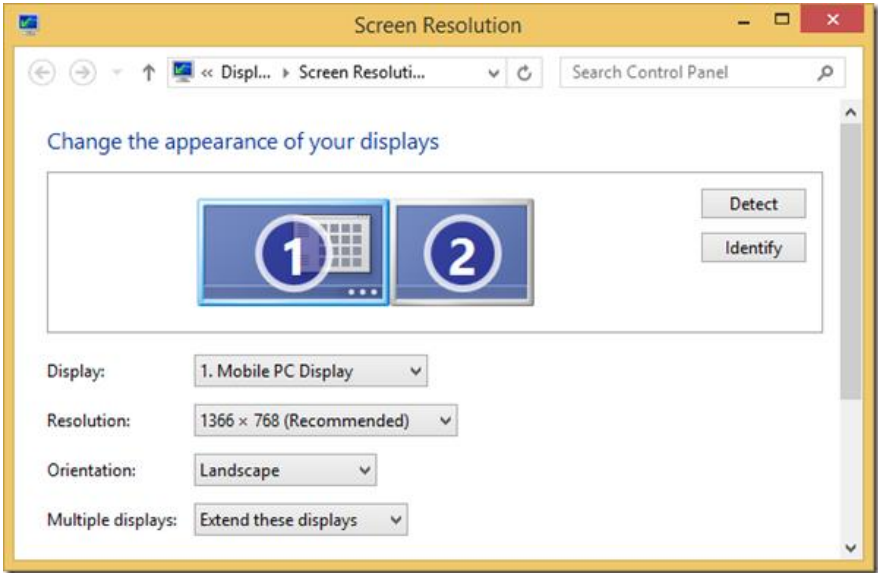 Screen Resolution
« Displ... Screen Resoluti...
Search Control Panel
Change the appearance of your displays
1
2
Detect
Identify
Display: 1. Mobile PC Display
Resolution: 1366 × 768 (Recommended)
Orientation: Landscape
Multiple displays: Extend these displays